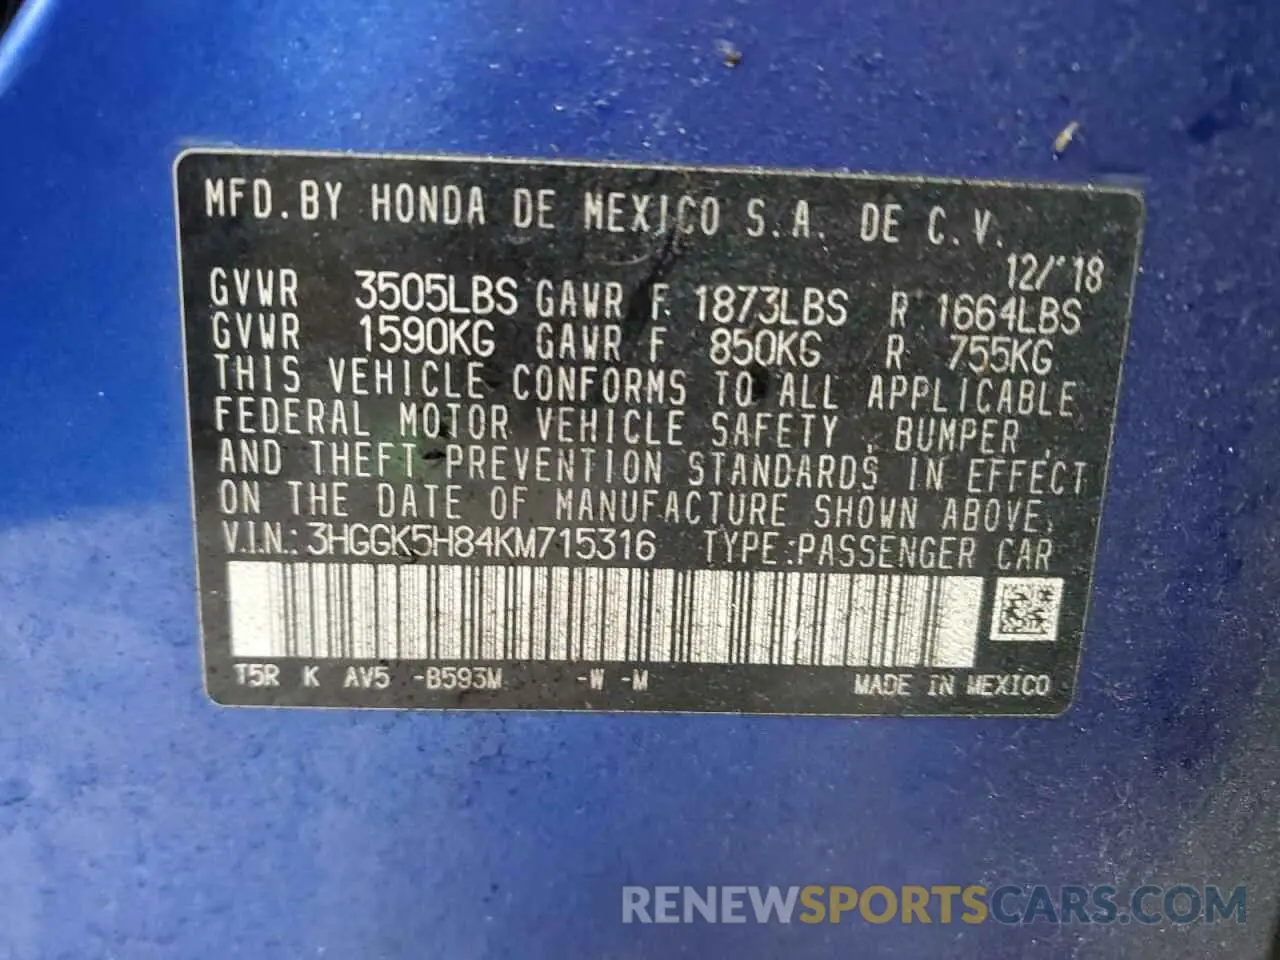 MFD.BY HONDA DE MEXICO S.A. DE C.V.
12/18
GVWR 3505LBS GAWR F 1873LBS R 1664LBS
GVWR 1590KG GAWR F 850KG R 755KG
THIS VEHICLE CONFORMS TO ALL APPLICABLE
FEDERAL MOTOR VEHICLE SAFETY, BUMPER,
AND THEFT PREVENTION STANDARDS IN EFFECT
ON THE DATE OF MANUFACTURE SHOWN ABOVE.
V.I.N.: 3HGGK5H84KM715316 TYPE:PASSENGER CAR
T5R K AV5 -B593M -W -M MADE IN MEXICO
RENEWSPORTSCARS.COM